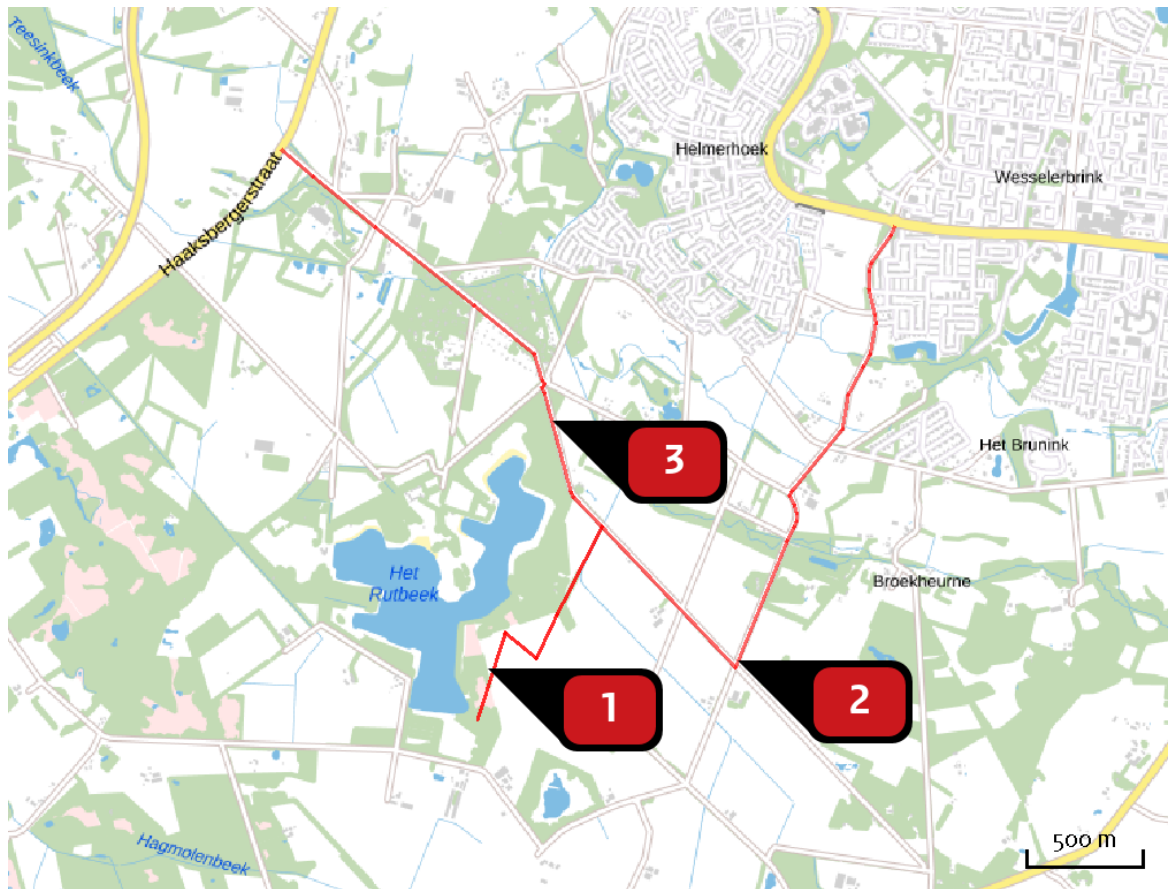 Teesinkbeek
Helmerhoek
Wesselerbrink
Haaksbergerstraat
3
Het Brunink
Het
Rutbeek
Broekheurne
1
2
500 m
Hagmolenbeek